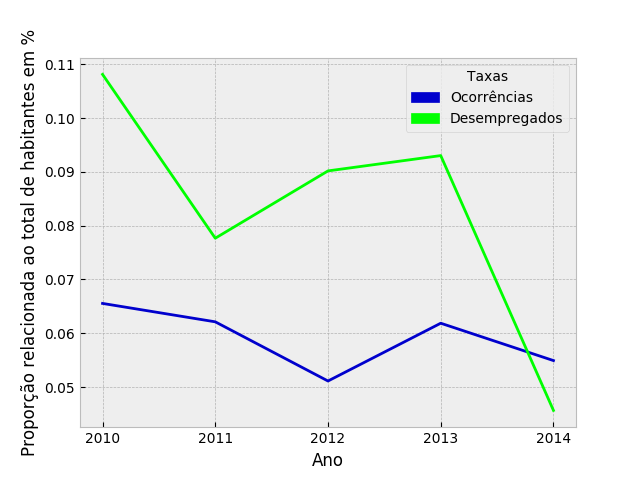 Proporção relacionada ao total de habitantes em %
0.11
0.10
0.09
0.08
0.07
0.06
0.05
Taxas
Ocorrências
Desempregados
2010 2011 2012 2013 2014
Ano